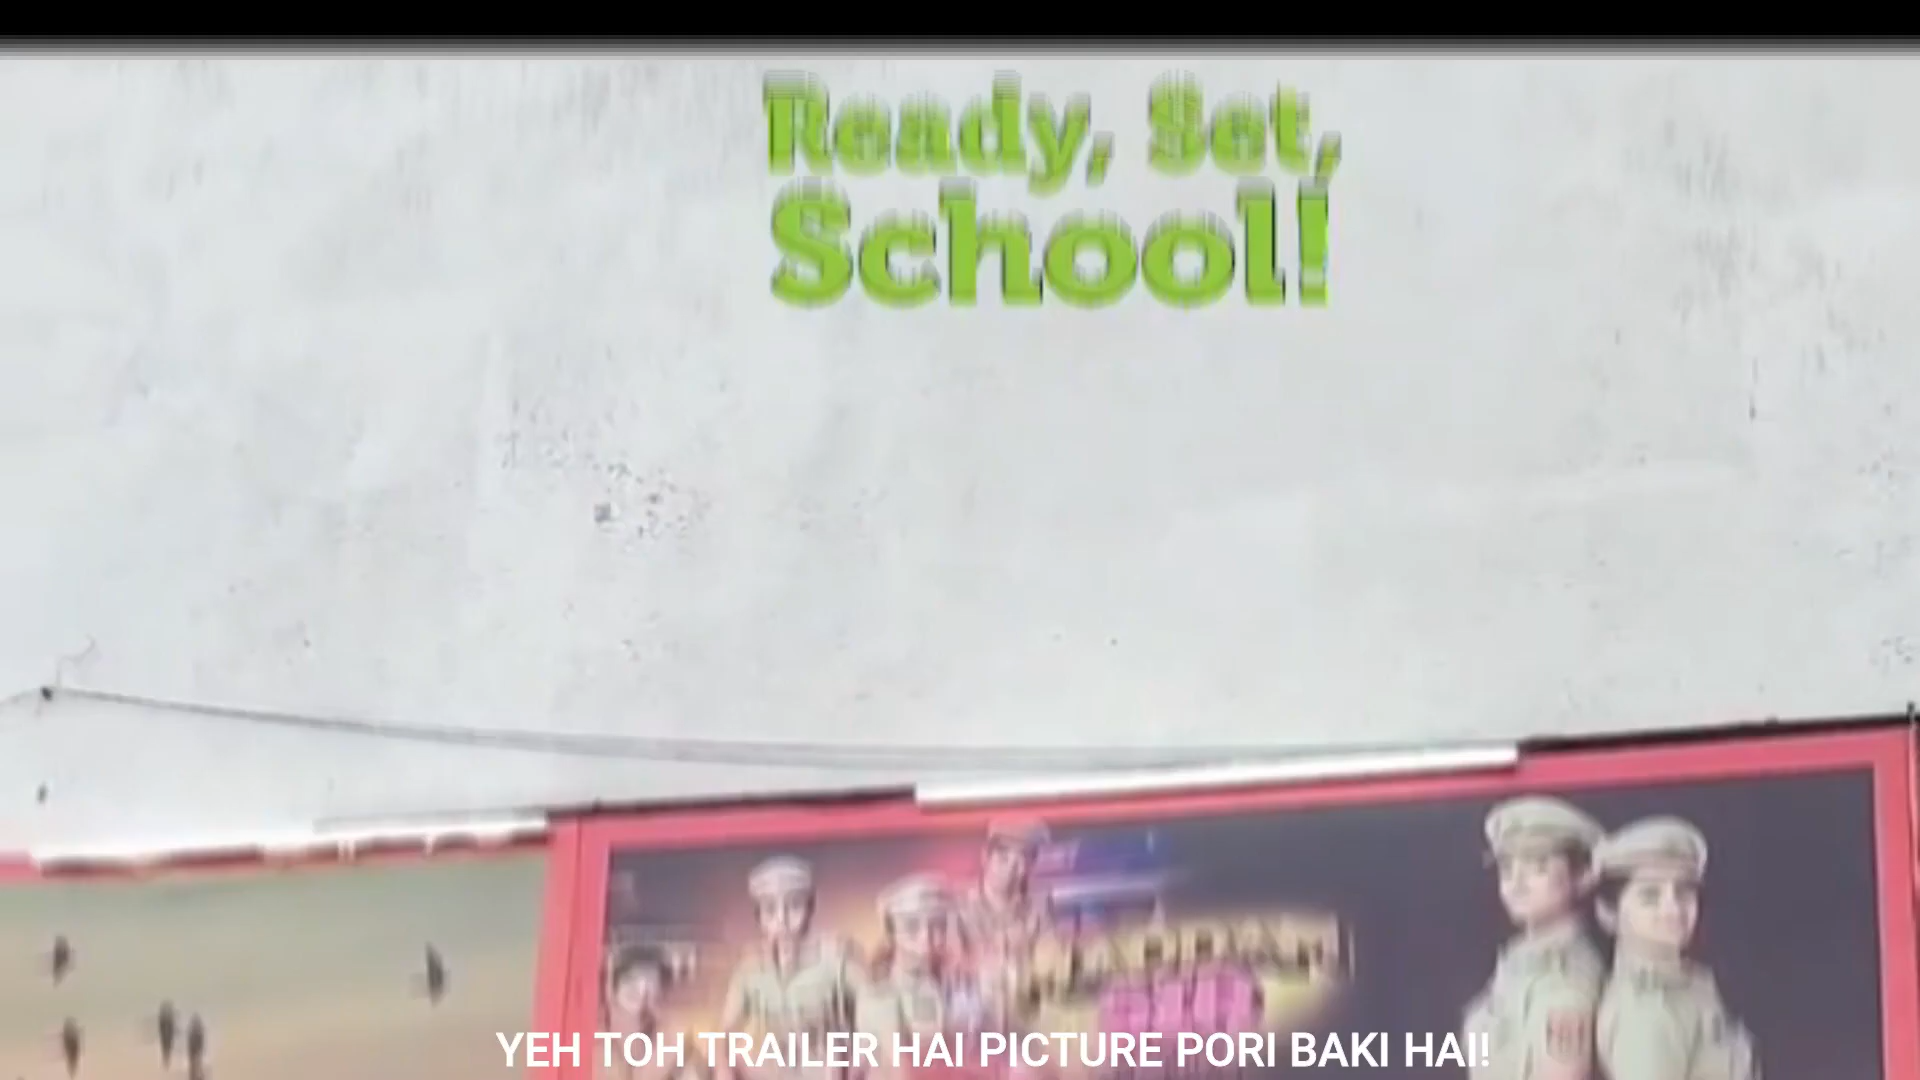 Ready, Set,
School!
YEH TOH TRAILER HAI PICTURE PORI BAKI HAI!